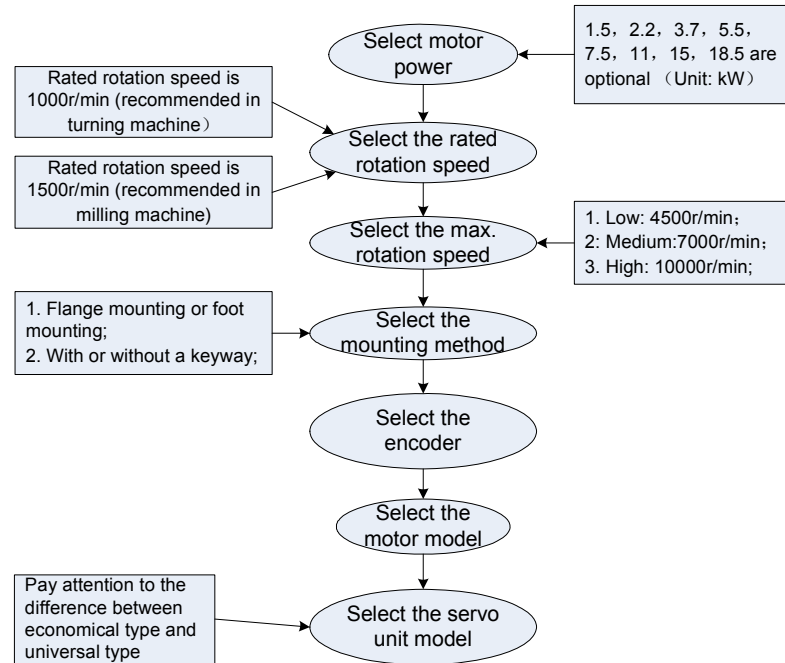 Select motor
power
1.5，2.2，3.7，5.5，
7.5，11，15，18.5 are
optional （Unit: kW）
Rated rotation speed is
1000r/min (recommended in
turning machine）
Select the rated
rotation speed
Rated rotation speed is
1500r/min (recommended in
milling machine)
Select the max.
rotation speed
1. Low: 4500r/min；
2: Medium:7000r/min；
3. High: 10000r/min;
1. Flange mounting or foot
mounting;
2. With or without a keyway;
Select the
mounting method
Select the
encoder
Select the
motor model
Pay attention to the
difference between
economical type and
universal type
Select the servo
unit model